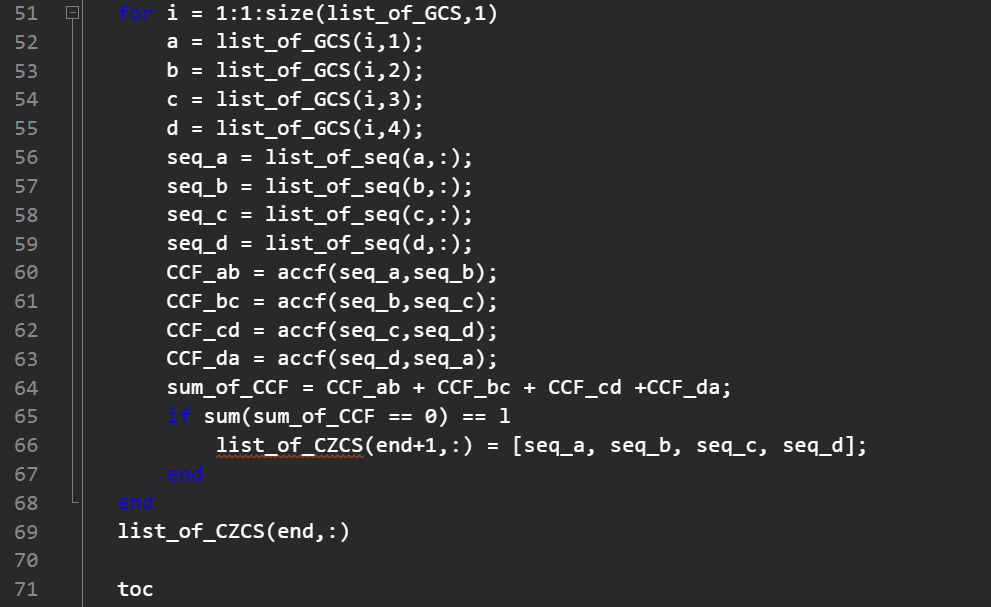 51 for i = 1:1:size(list_of_GCS,1)
52 a = list_of_GCS(i,1);
53 b = list_of_GCS(i,2);
54 c = list_of_GCS(i,3);
55 d = list_of_GCS(i,4);
56 seq_a = list_of_seq(a,:);
57 seq_b = list_of_seq(b,:);
58 seq_c = list_of_seq(c,:);
59 seq_d = list_of_seq(d,:);
60 CCF_ab = accf(seq_a,seq_b);
61 CCF_bc = accf(seq_b,seq_c);
62 CCF_cd = accf(seq_c,seq_d);
63 CCF_da = accf(seq_d,seq_a);
64 sum_of_CCF = CCF_ab + CCF_bc + CCF_cd +CCF_da;
65 if sum(sum_of_CCF == 0) == l
66 list_of_CZCS(end+1,:) = [seq_a, seq_b, seq_c, seq_d];
67 end
68 end
69 list_of_CZCS(end,:)
70
71 toc